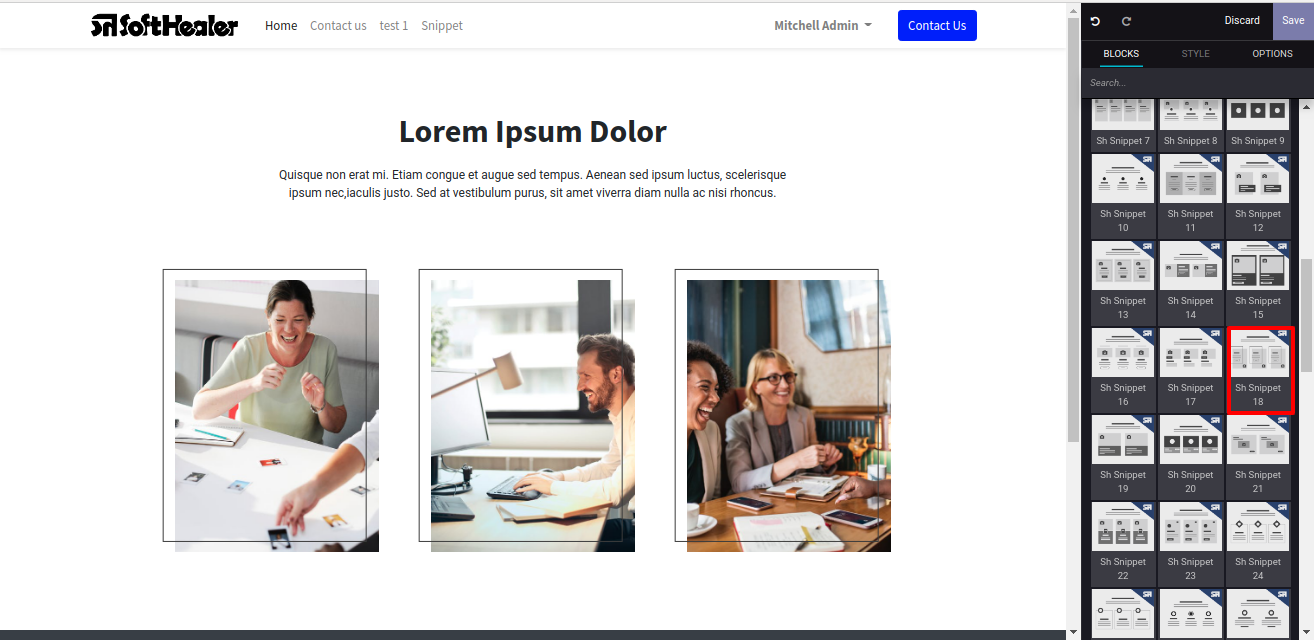 SoftHealer Home Contact us test 1 Snippet Mitchell Admin Contact Us
Discard Save
BLOCKS STYLE OPTIONS
Search...
Lorem Ipsum Dolor
Quisque non erat mi. Etiam congue et augue sed tempus. Aenean sed ipsum luctus, scelerisque
ipsum nec,iaculis justo. Sed at vestibulum purus, sit amet viverra diam nulla ac nisi rhoncus.
Sh Snippet 7 Sh Snippet 8 Sh Snippet 9
Sh Snippet
10
Sh Snippet
11
Sh Snippet
12
Sh Snippet
13
Sh Snippet
14
Sh Snippet
15
Sh Snippet
16
Sh Snippet
17
Sh Snippet
18
Sh Snippet
19
Sh Snippet
20
Sh Snippet
21
Sh Snippet
22
Sh Snippet
23
Sh Snippet
24